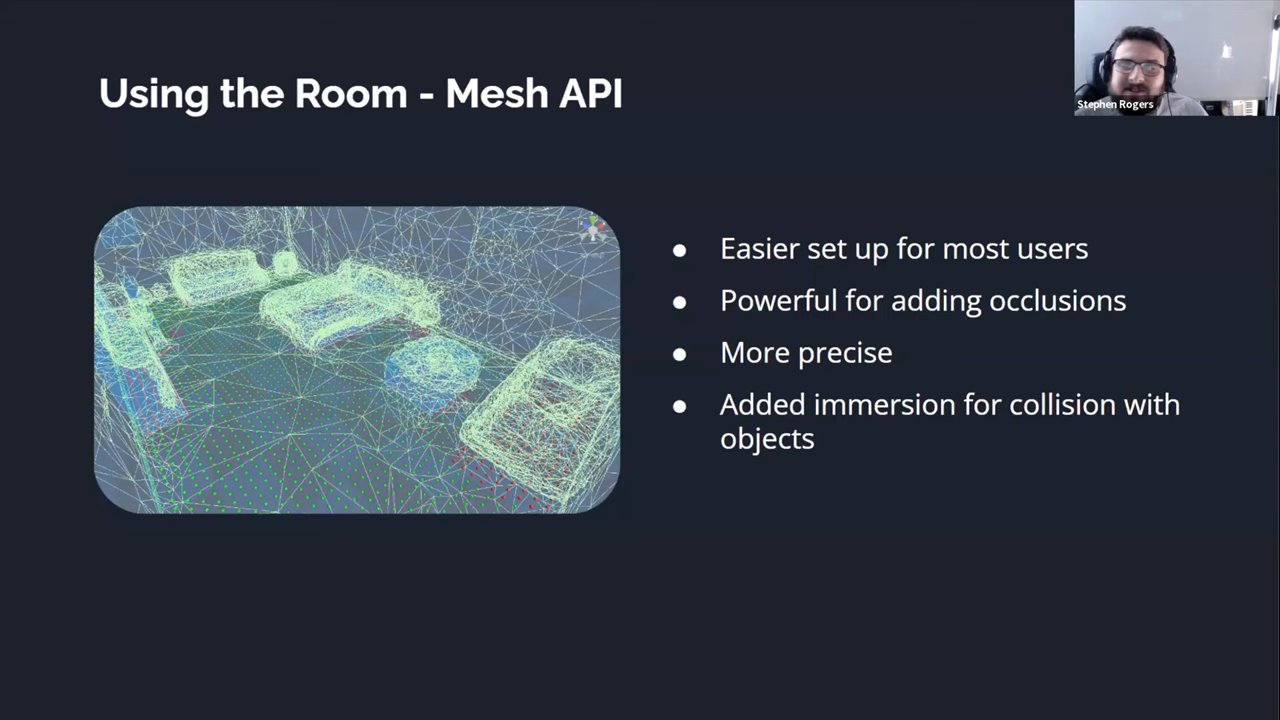 Using the Room - Mesh API
Stephen Rogers
● Easier set up for most users
● Powerful for adding occlusions
● More precise
● Added immersion for collision with
objects